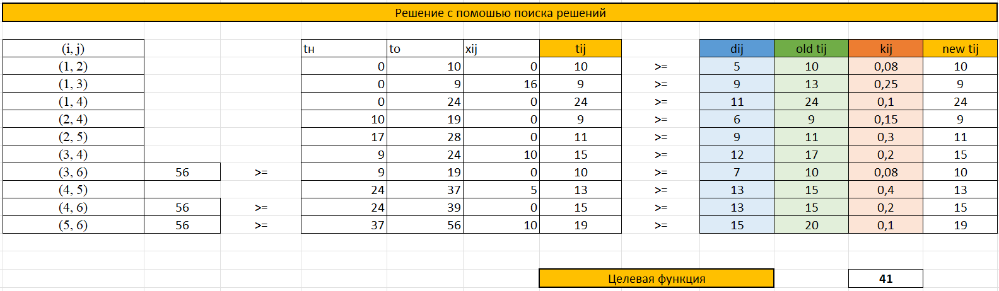 Решение с помошью поиска решений
(i, j) tн to xij tij dij old tij kij new tij
(1, 2) 0 10 0 10 >= 5 10 0,08 10
(1, 3) 0 9 16 9 >= 9 13 0,25 9
(1, 4) 0 24 0 24 >= 11 24 0,1 24
(2, 4) 10 19 0 9 >= 6 9 0,15 9
(2, 5) 17 28 0 11 >= 9 11 0,3 11
(3, 4) 9 24 10 15 >= 12 17 0,2 15
(3, 6) 56 >= 9 19 0 10 >= 7 10 0,08 10
(4, 5) 24 37 5 13 >= 13 15 0,4 13
(4, 6) 56 >= 24 39 0 15 >= 13 15 0,2 15
(5, 6) 56 >= 37 56 10 19 >= 15 20 0,1 19
Целевая функция 41